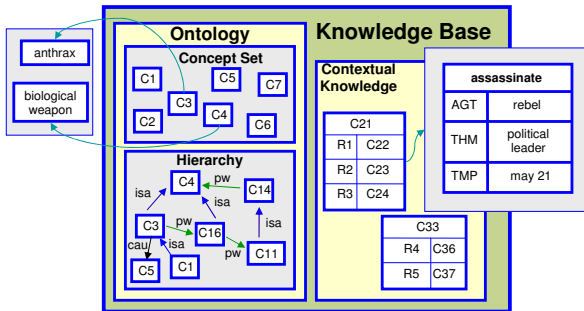 Knowledge Base
Ontology
Concept Set
C1
C5
C7
C3
C4
C2
C6
anthrax
biological
weapon
Hierarchy
C4
pw
C14
isa
isa
isa
C3
pw
C16
cau
isa
pw
C11
C5
C1
Contextual
Knowledge
C21
R1 C22
R2 C23
R3 C24
C33
R4 C36
R5 C37
assassinate
AGT rebel
THM political
leader
TMP may 21